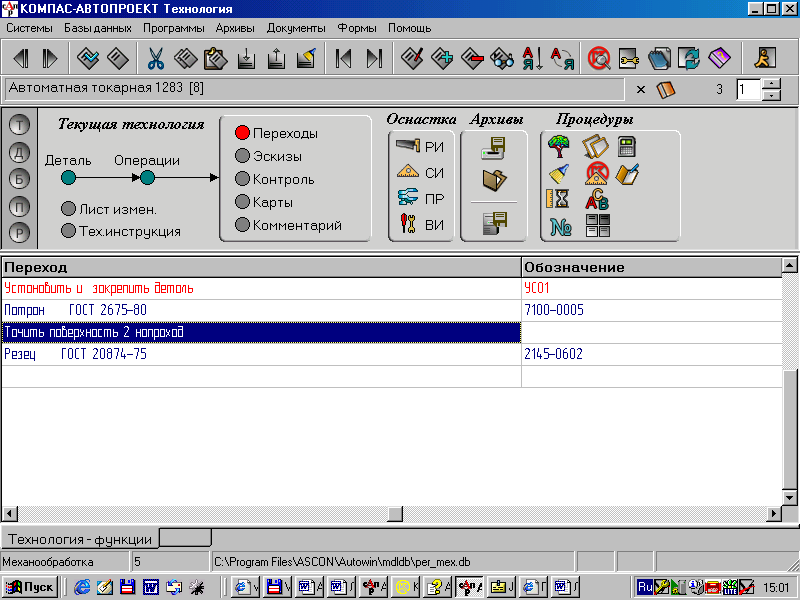 КОМПАС-АВТОПРОЕКТ Технология
Системы Базы данных Программы Архивы Документы Формы Помощь
Автоматная токарная 1283 [8]
3 1
Текущая технология
Оснастка Архивы Процедуры
Т
Д
Б
П
Р
Деталь Операции
Лист измен.
Тех.инструкция
Переходы
Эскизы
Контроль
Карты
Комментарий
РИ
СИ
ПР
ВИ
Переход Обозначение
Установить и закрепить деталь УС01
Патрон ГОСТ 2675-80 7100-0005
Точить поверхность 2 напроход
Резец ГОСТ 20874-75 2145-0602
Технология - функции
Механообработка 5 C:\Program Files\ASCON\Autowin\mdldb\per_mex.db
Пуск
Ru 15:01